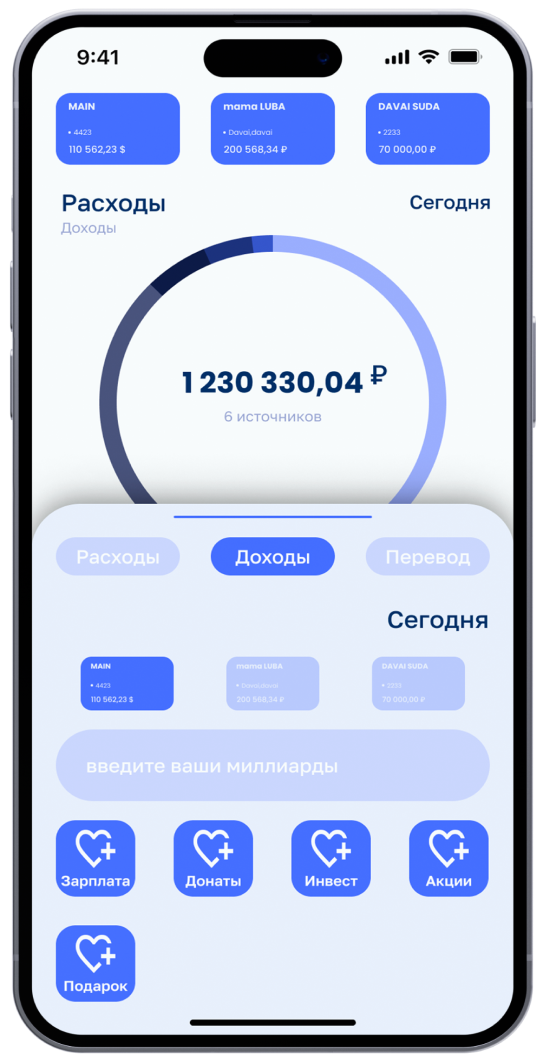 9:41
MAIN
• 4423
110 562,23 $
mama LUBA
• Davai,davai
200 568,34 ₽
DAVAI SUDA
• 2233
70 000,00 ₽
Расходы
Сегодня
Доходы
1 230 330,04 ₽
6 источников
Расходы
Доходы
Перевод
Сегодня
MAIN
• 4423
110 562,23 $
mama LUBA
• Davai,davai
200 568,34 ₽
DAVAI SUDA
• 2233
70 000,00 ₽
введите ваши миллиарды
Зарплата
Донаты
Инвест
Акции
Подарок